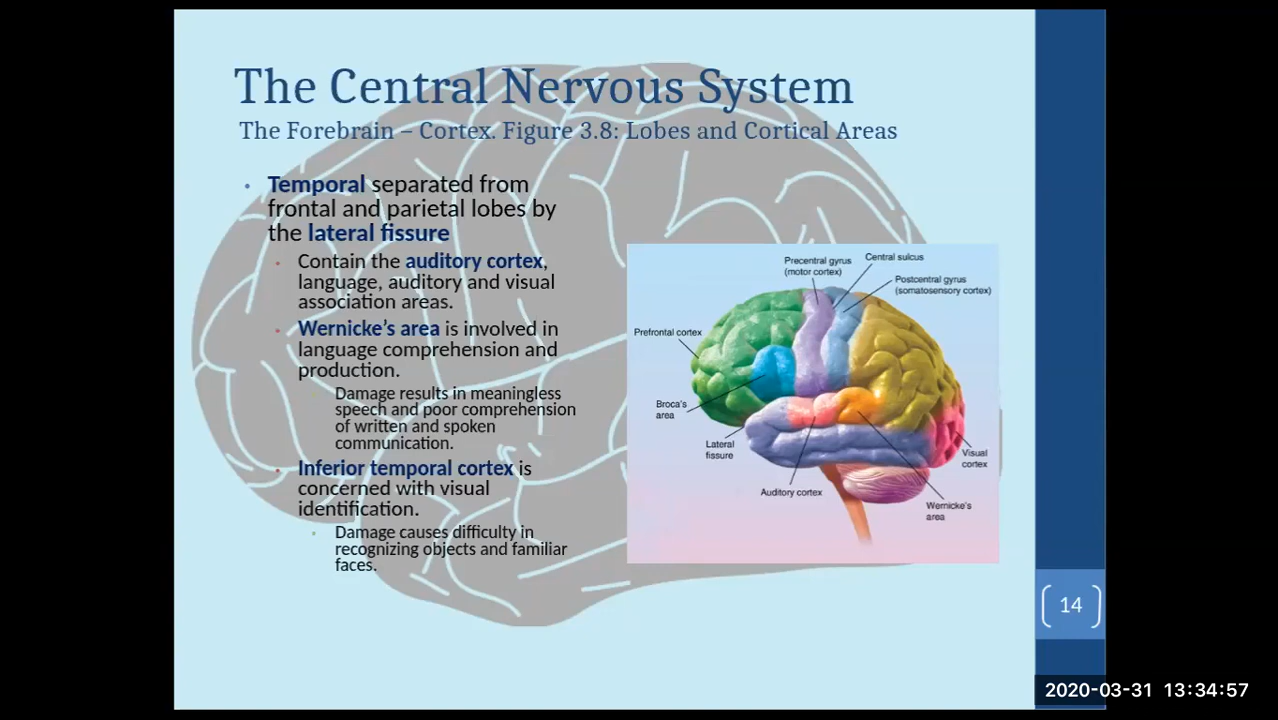 The Central Nervous System
The Forebrain – Cortex. Figure 3.8: Lobes and Cortical Areas
• Temporal separated from
frontal and parietal lobes by
the lateral fissure
• Contain the auditory cortex,
language, auditory and visual
association areas.
• Wernicke's area is involved in
language comprehension and
production.
Damage results in meaningless
speech and poor comprehension
of written and spoken
communication.
• Inferior temporal cortex is
concerned with visual
identification.
• Damage causes difficulty in
recognizing objects and familiar
faces.
Precentral gyrus
(motor cortex)
Central sulcus
Postcentral gyrus
(somatosensory cortex)
Prefrontal cortex
Broca's
area
Lateral
fissure
Auditory cortex
Visual
cortex
Wernicke's
area
14
2020-03-31 13:34:57